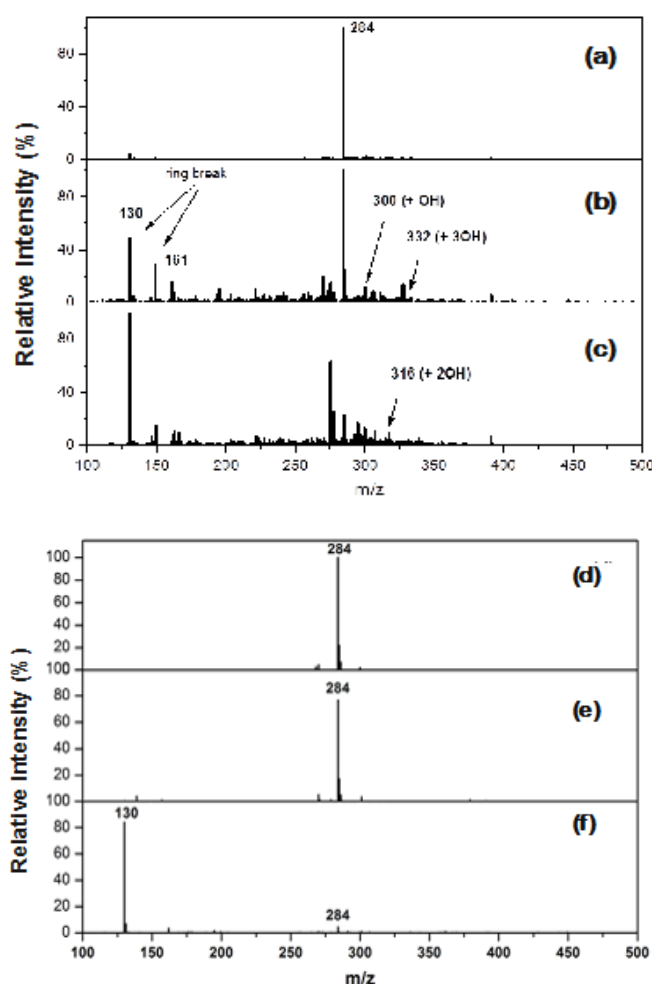 284
(a)
80
40
0
Relative Intensity (%)
ring break
130
161
300 (+ OH)
332 (+ 3OH)
(b)
80
40
0
316 (+ 2OH)
(c)
80
40
0
100 150 200 250 300 350 400 450 500
m/z
284
(d)
100
80
60
40
20
Relative Intensity (%)
284
(e)
100
80
60
40
20
130
284
(f)
100
80
60
40
20
0
100 150 200 250 300 350 400 450 500
m/z